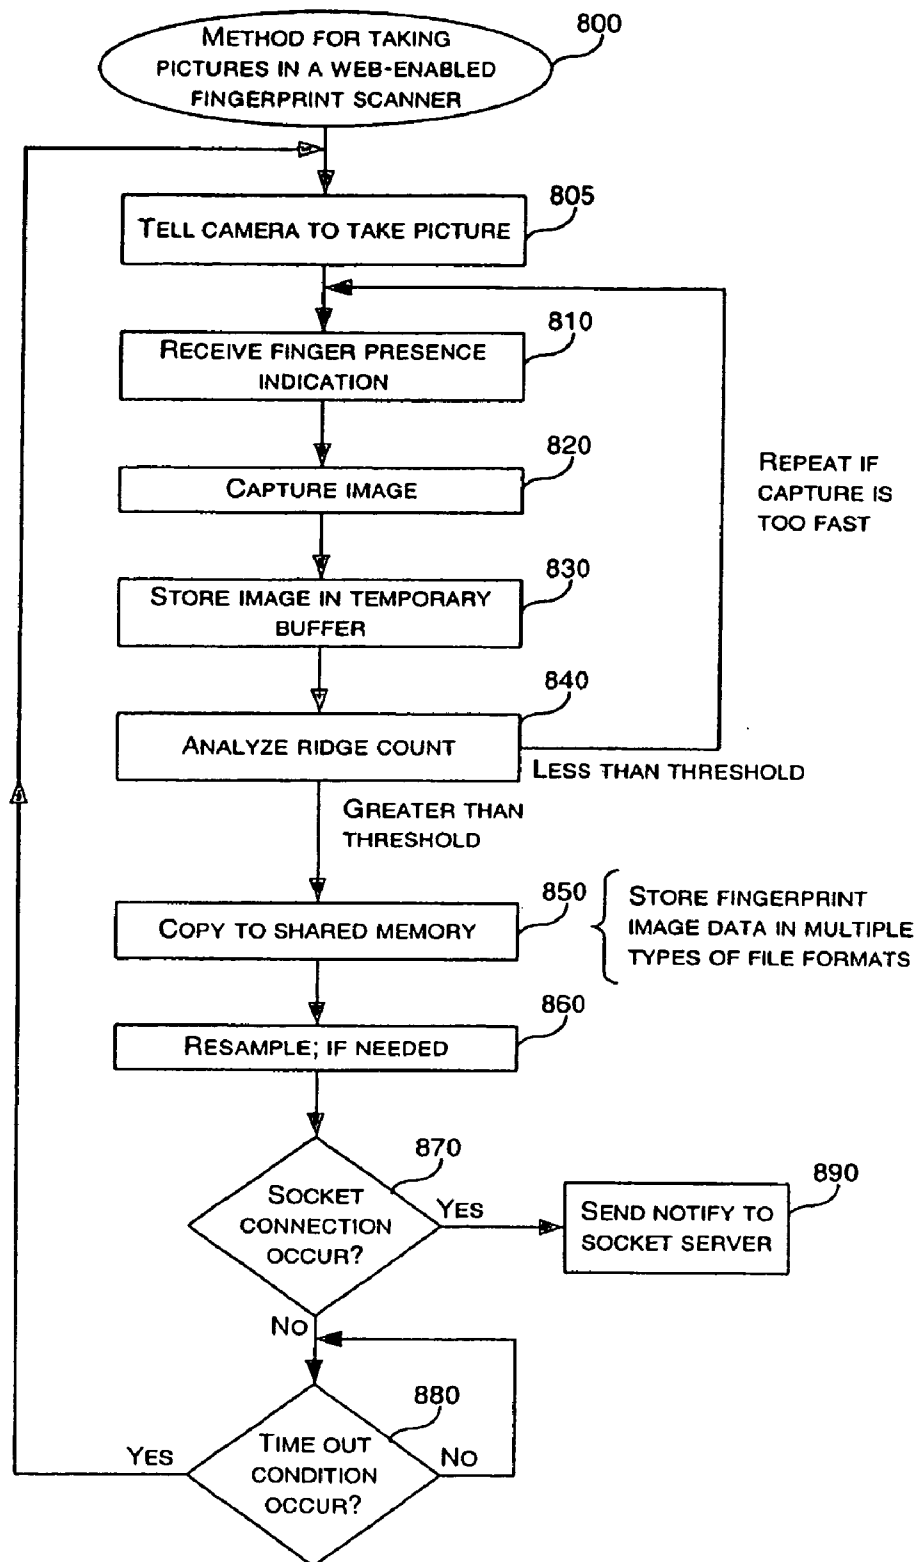 METHOD FOR TAKING
PICTURES IN A WEB-ENABLED
FINGERPRINT SCANNER
800
TELL CAMERA TO TAKE PICTURE
805
RECEIVE FINGER PRESENCE
INDICATION
810
CAPTURE IMAGE
820
REPEAT IF
CAPTURE IS
TOO FAST
STORE IMAGE IN TEMPORARY
BUFFER
830
ANALYZE RIDGE COUNT
840
LESS THAN THRESHOLD
GREATER THAN
THRESHOLD
COPY TO SHARED MEMORY
850
STORE FINGERPRINT
IMAGE DATA IN MULTIPLE
TYPES OF FILE FORMATS
RESAMPLE; IF NEEDED
860
SOCKET
CONNECTION
OCCUR?
870
YES
SEND NOTIFY TO
SOCKET SERVER
890
NO
TIME OUT
CONDITION
OCCUR?
880
YES
NO